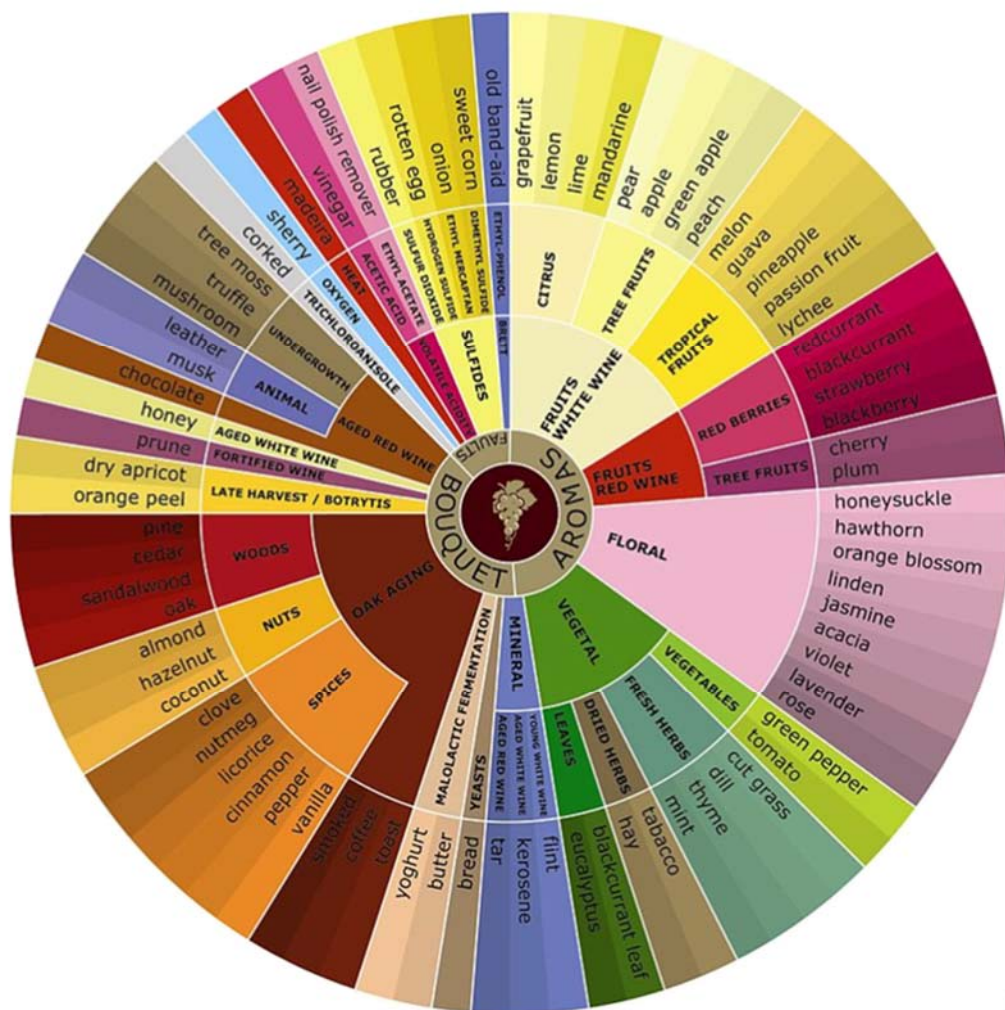 AROMAS
FRUITS
WHITE WINE
CITRUS
grapefruit
lemon
lime
mandarine
TREE FRUITS
pear
apple
green apple
peach
TROPICAL
FRUITS
melon
guava
pineapple
passion fruit
lychee
FRUITS
RED WINE
RED BERRIES
redcurrant
blackcurrant
strawberry
blackberry
TREE FRUITS
cherry
plum
FLORAL
honeysuckle
hawthorn
orange blossom
linden
jasmine
acacia
violet
lavender
rose
VEGETAL
VEGETABLES
green pepper
tomato
FRESH HERBS
cut grass
dill
thyme
mint
DRIED HERBS
tabacco
hay
LEAVES
blackcurrant leaf
eucalyptus
MINERAL
YOUNG WHITE WINE
flint
AGED WHITE WINE
kerosene
AGED RED WINE
tar
BOUQUET
YEASTS
bread
MALOLACTIC FERMENTATION
butter
yoghurt
OAK AGING
toast
coffee
smoked
SPICES
vanilla
pepper
cinnamon
licorice
nutmeg
clove
NUTS
coconut
hazelnut
almond
WOODS
oak
sandalwood
cedar
pine
LATE HARVEST / BOTRYTIS
orange peel
dry apricot
FORTIFIED WINE
prune
AGED WHITE WINE
honey
AGED RED WINE
chocolate
ANIMAL
musk
leather
UNDERGROWTH
mushroom
truffle
tree moss
FAULTS
TRICHLORGANISOLE
corked
OXYGEN
sherry
HEAT
madeira
VOLATILE ACIDITY
ACETIC ACID
vinegar
ETHYL ACETATE
nail polish remover
SULFIDES
SULFUR DIOXIDE
rubber
HYDROGEN SULFIDE
rotten egg
ETHYL MERCAPTAN
onion
DIMETHYL SULFIDE
sweet corn
BRETT
ETHYL-PHENOL
old band-aid